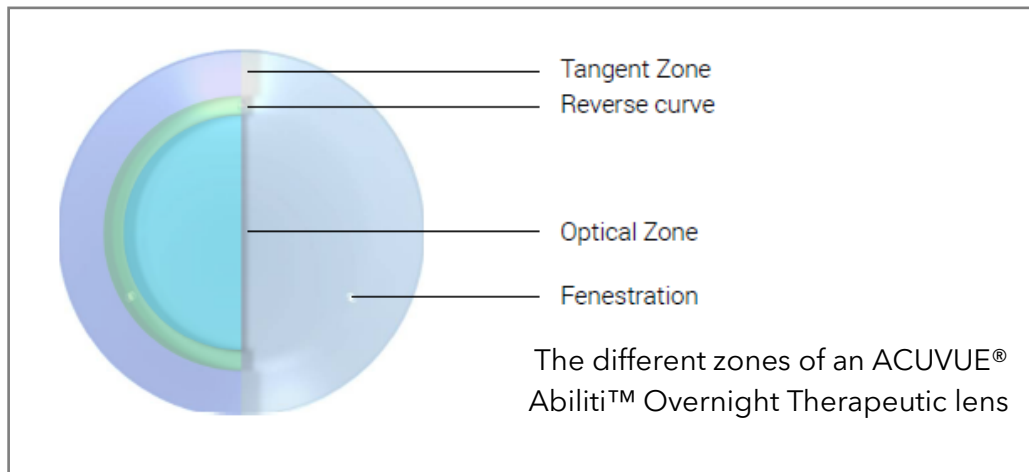 Tangent Zone
Reverse curve
Optical Zone
Fenestration
The different zones of an ACUVUE®
Abiliti™ Overnight Therapeutic lens